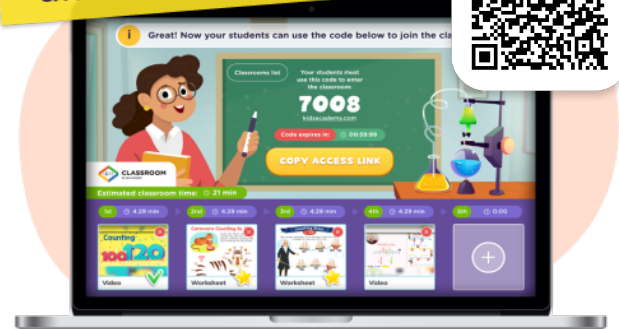 Great! Now your students can use the code below to join the cla
Classrooms list
Your students must
use this code to enter
the classroom
7008
kidsacademy.com
Code expires in: 00:59:99
COPY ACCESS LINK
CLASSROOM
Estimated classroom time: 21 min
1st 4:29 min
2nd 4:29 min
3rd 4:29 min
4th 4:29 min
5th 0:00
Counting
100
120
Video
Worksheet
Worksheet
Video